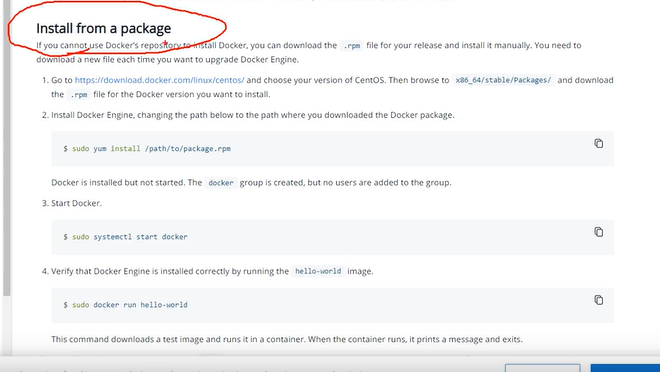 Install from a package
If you cannot use Docker's repository to install Docker, you can download the .rpm file for your release and install it manually. You need to
download a new file each time you want to upgrade Docker Engine.
1. Go to https://download.docker.com/linux/centos/ and choose your version of CentOS. Then browse to x86_64/stable/Packages/ and download
the .rpm file for the Docker version you want to install.
2. Install Docker Engine, changing the path below to the path where you downloaded the Docker package.
$ sudo yum install /path/to/package.rpm
Docker is installed but not started. The docker group is created, but no users are added to the group.
3. Start Docker.
$ sudo systemctl start docker
4. Verify that Docker Engine is installed correctly by running the hello-world image.
$ sudo docker run hello-world
This command downloads a test image and runs it in a container. When the container runs, it prints a message and exits.